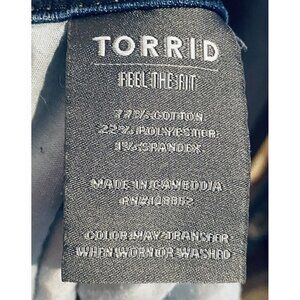 TORRID
FEEL THE FIT
77% COTTON
22% POLYESTER
1% SPANDEX
MADE IN CAMBODIA
COLOR MAY TRANSFER
WHEN WORN OR WASHED